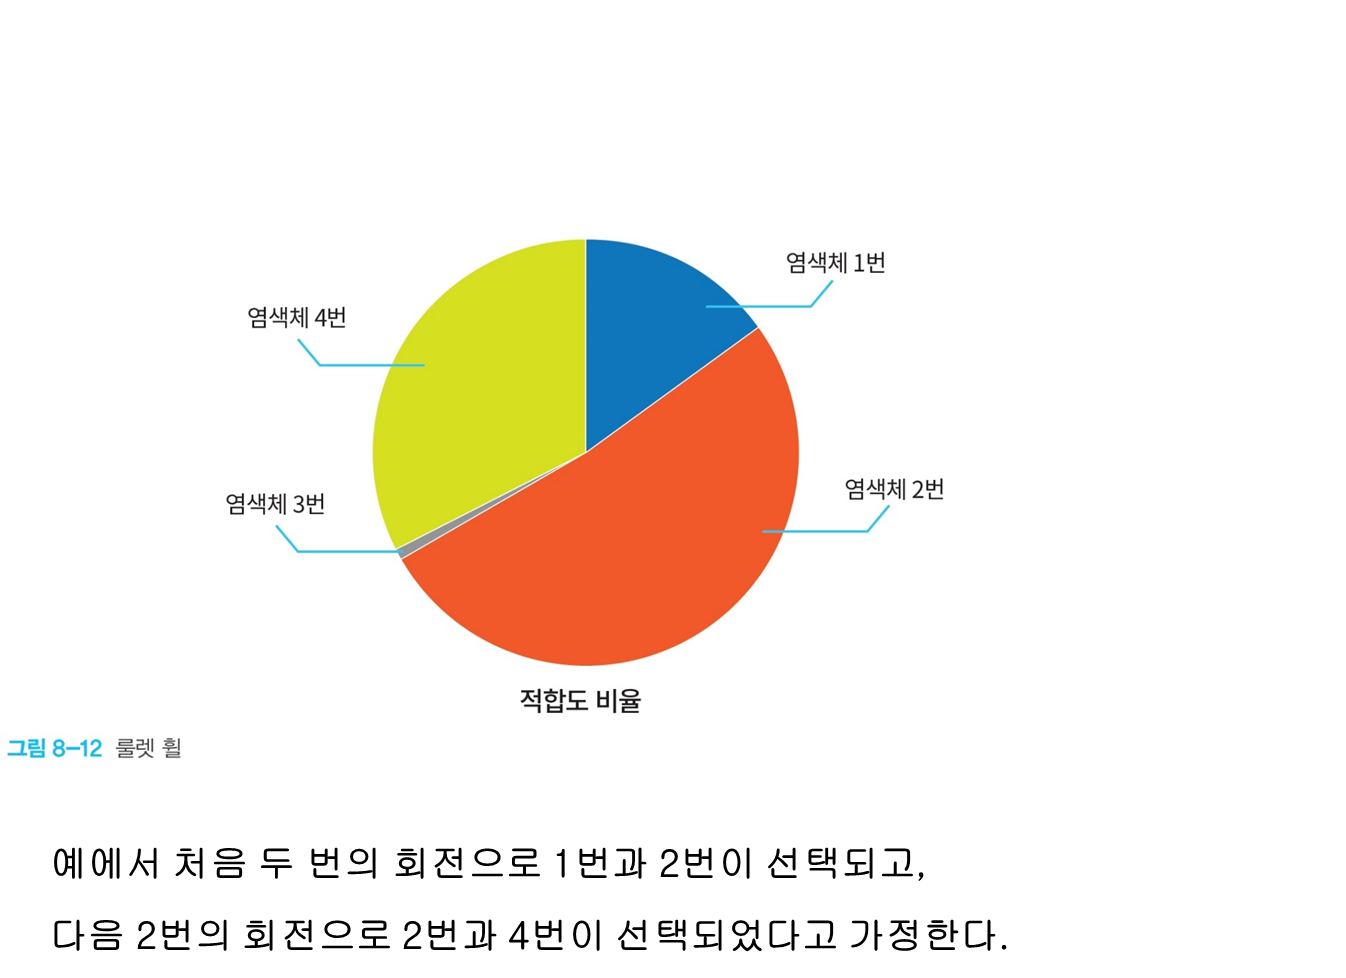 염색체 1번
염색체 4번
염색체 2번
염색체 3번
적합도 비율
그림 8-12 룰렛 휠
예에서 처음 두 번의 회전으로 1번과 2번이 선택되고,
다음 2번의 회전으로 2번과 4번이 선택되었다고 가정한다.